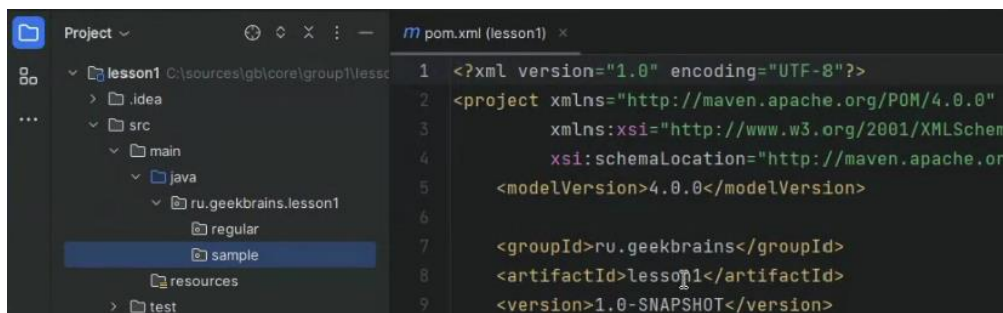 Project
lesson1 C:\sources\gb\core\group1\lessc
.idea
src
main
java
ru.geekbrains.lesson1
regular
sample
resources
test
m pom.xml (lesson1) ×
1 <?xml version="1.0" encoding="UTF-8"?>
2 <project xmlns="http://maven.apache.org/POM/4.0.0"
3 xmlns:xsi="http://www.w3.org/2001/XMLSchem
4 xsi:schemaLocation="http://maven.apache.or
5 <modelVersion>4.0.0</modelVersion>
6
7 <groupId>ru.geekbrains</groupId>
8 <artifactId>lesson1</artifactId>
9 <version>1.0-SNAPSHOT</version>